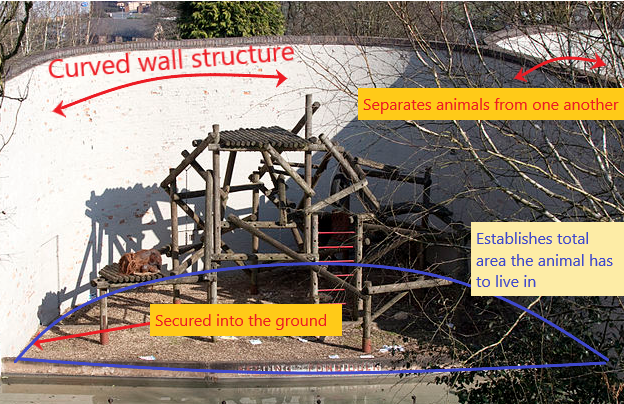 Curved wall structure
Separates animals from one another
Establishes total
area the animal has
to live in
Secured into the ground